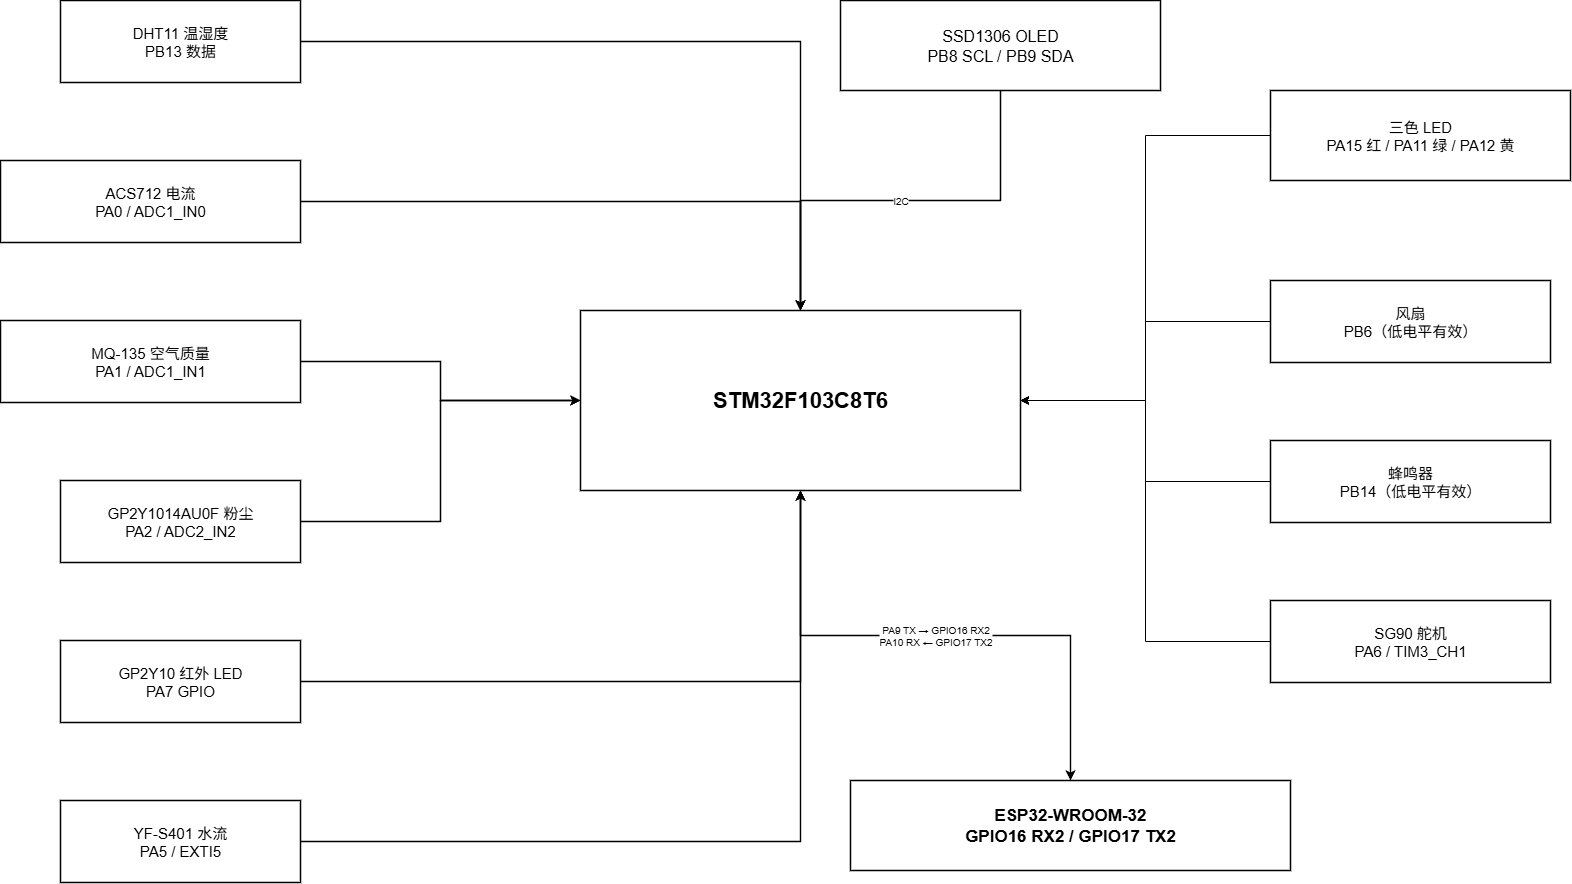 DHT11 温湿度
PB13 数据
SSD1306 OLED
PB8 SCL / PB9 SDA
三色 LED
PA15 红 / PA11 绿 / PA12 黄
ACS712 电流
PA0 / ADC1_IN0
I2C
风扇
PB6（低电平有效）
MQ-135 空气质量
PA1 / ADC1_IN1
STM32F103C8T6
蜂鸣器
PB14（低电平有效）
GP2Y1014AU0F 粉尘
PA2 / ADC2_IN2
PA9 TX → GPIO16 RX2
PA10 RX ← GPIO17 TX2
SG90 舵机
PA6 / TIM3_CH1
GP2Y10 红外 LED
PA7 GPIO
YF-S401 水流
PA5 / EXTI5
ESP32-WROOM-32
GPIO16 RX2 / GPIO17 TX2